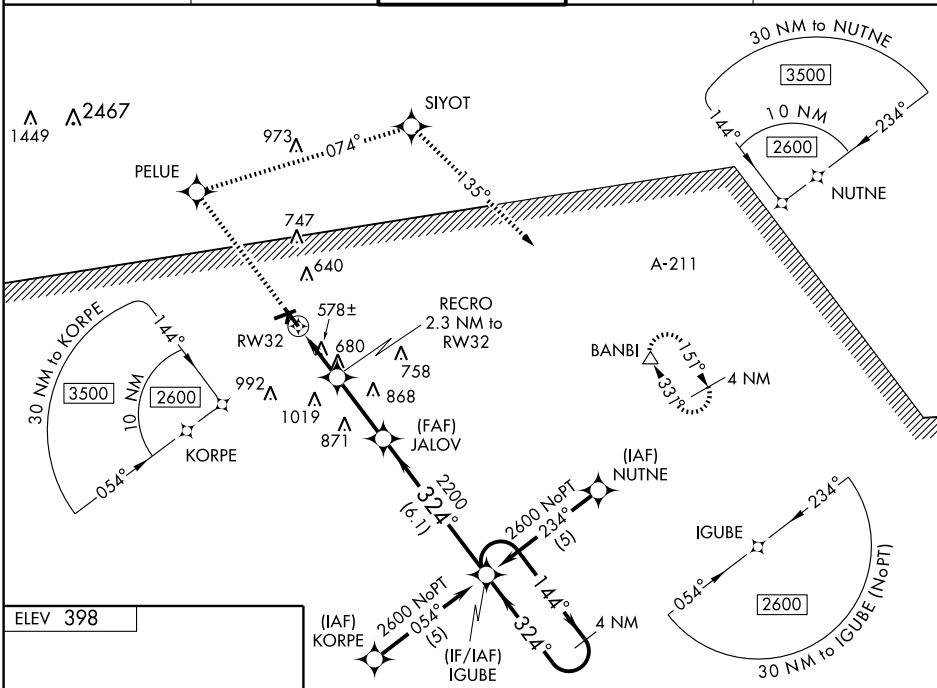 30 NM to NUTNE
3500
10 NM
2600
144°
234°
NUTNE
1449
2467
973
074°
SIYOT
135°
PELUE
747
640
A-211
578±
RW32
RECRO
2.3 NM to
RW32
680
758
868
992
1019
871
BANBI
151°
331°
4 NM
30 NM to KORPE
3500
10 NM
2600
144°
054°
KORPE
(FAF)
JALOV
2200
324°
(6.1)
(IAF)
NUTNE
2600 NoPT
234°
(5)
2600 NoPT
054°
(5)
(IAF)
KORPE
(IF/IAF)
IGUBE
144°
324°
4 NM
IGUBE
234°
054°
2600
30 NM to IGUBE (NoPT)
ELEV 398